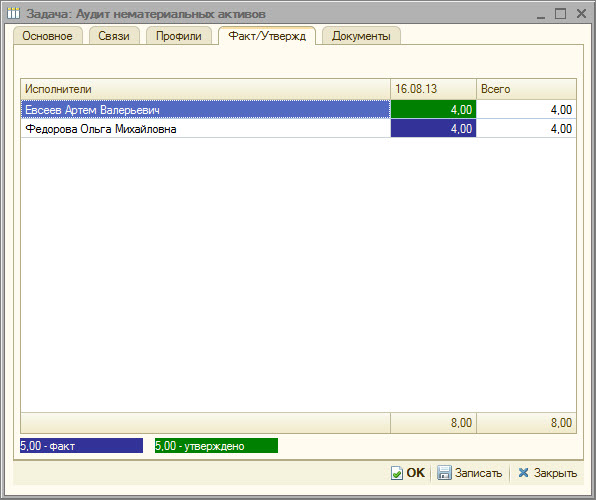 Задача: Аудит нематериальных активов
Основное Связи Профили Факт/Утвержд Документы
Исполнители 16.08.13 Всего
Евсеев Артем Валерьевич 4,00 4,00
Федорова Ольга Михайловна 4,00 4,00
8,00 8,00
5,00 - факт 5,00 - утверждено
OK Записать Закрыть